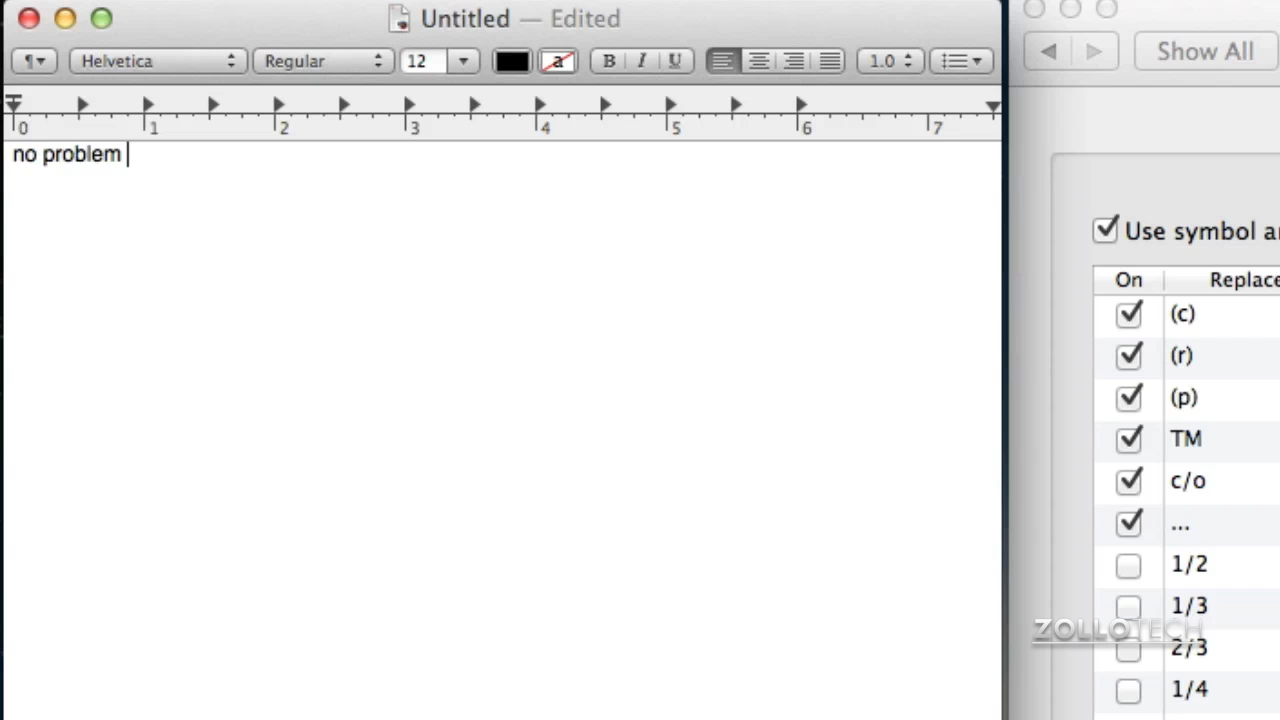 Untitled — Edited
¶ Helvetica Regular 12 a B I U 1.0
0 1 2 3 4 5 6 7
no problem
Show All
Use symbol a
On Replace
(c)
(r)
(p)
TM
c/o
...
1/2
1/3
2/3
1/4
ZOLLOTECH